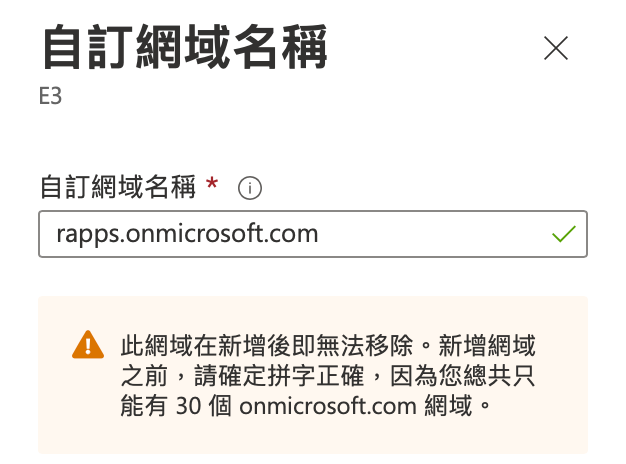 自訂網域名稱
E3
自訂網域名稱 *
rapps.onmicrosoft.com
此網域在新增後即無法移除。新增網域
之前，請確定拼字正確，因為您總共只
能有 30 個 onmicrosoft.com 網域。